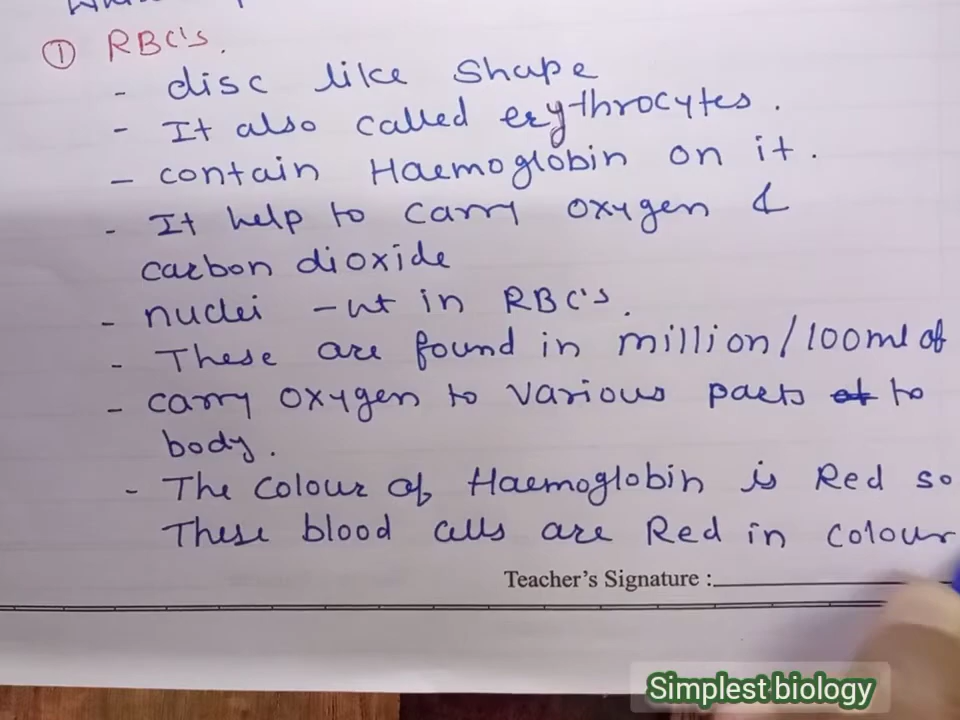 ① RBC's.
- disc like shape
- It also called erythrocytes.
- contain Haemoglobin on it.
- It help to carry oxygen &
carbon dioxide
- nuclei -nt in RBC's.
- These are found in million/100ml of
- carry oxygen to various parts to
body.
- The colour of Haemoglobin is Red so
These blood cells are Red in colour
Teacher's Signature :
Simplest biology